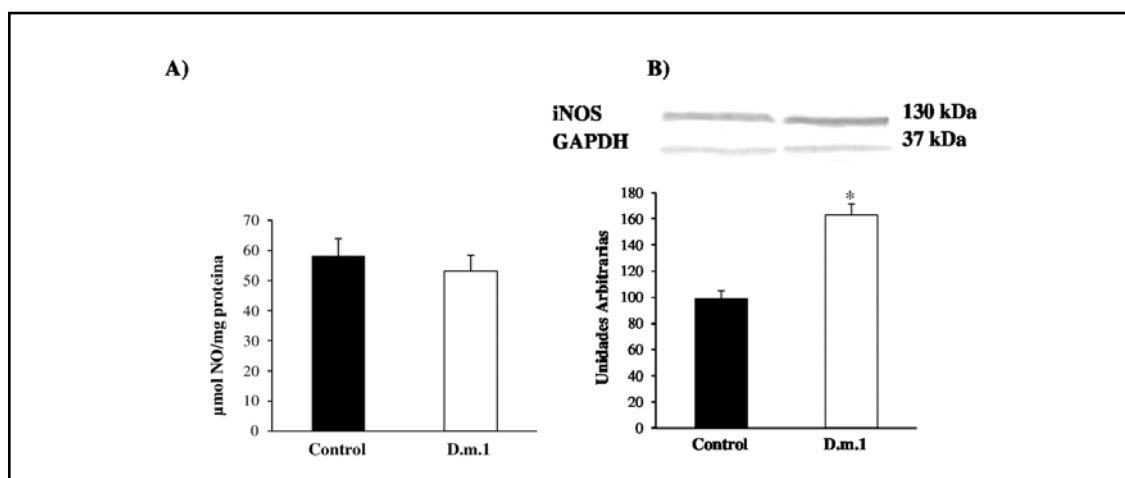 A)
µmol NO/mg proteina
70
60
50
40
30
20
10
0
Control D.m.1
B)
iNOS 130 kDa
GAPDH 37 kDa
Unidades Arbitrarias
180
160
140
120
100
80
60
40
20
0
*
Control D.m.1